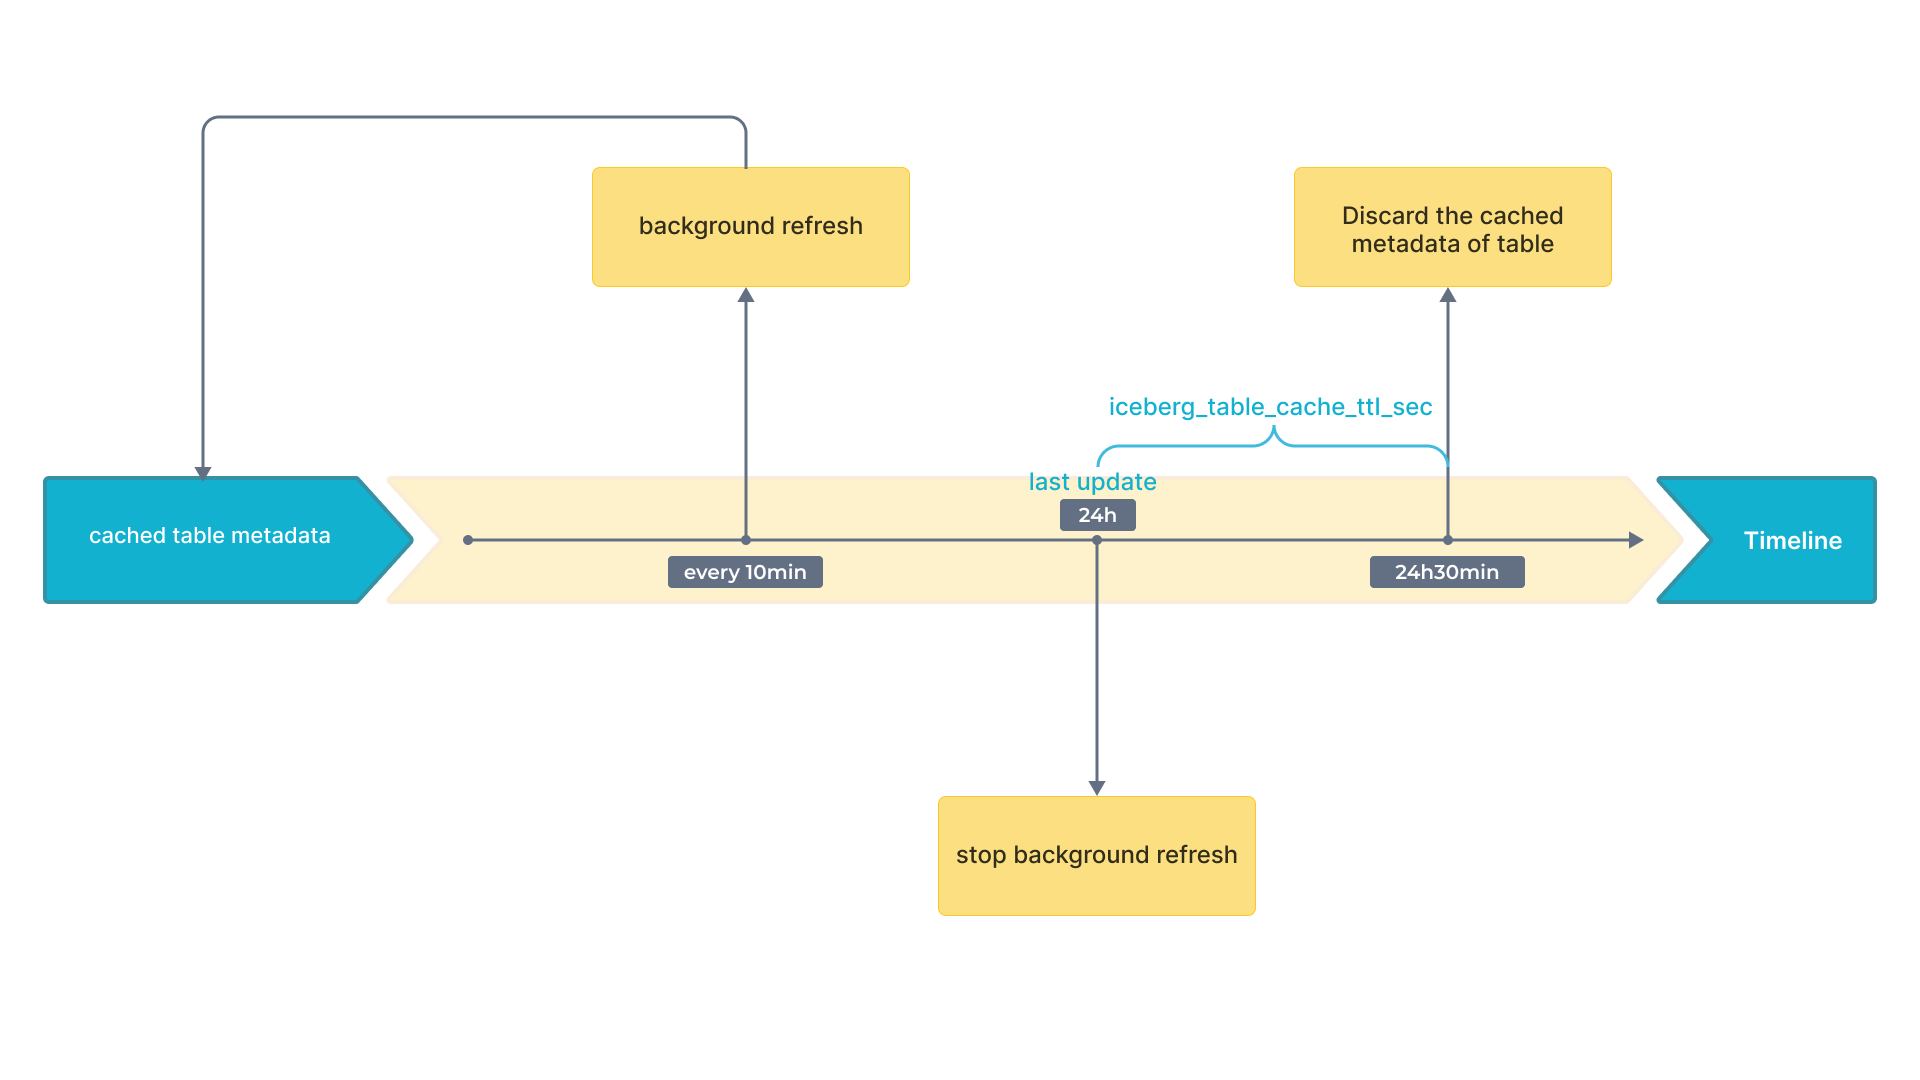 background refresh
Discard the cached
metadata of table
iceberg_table_cache_ttl_sec
last update
24h
cached table metadata
Timeline
every 10min
24h30min
stop background refresh